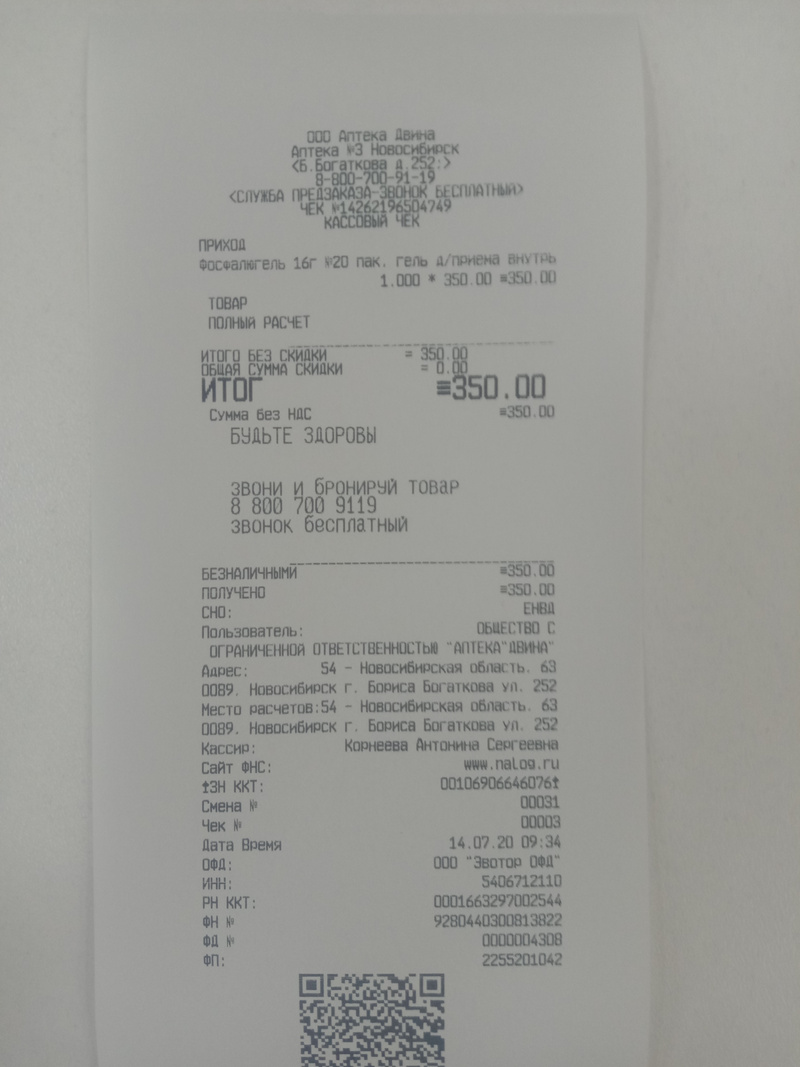 ООО Аптека Двина
Аптека №3 Новосибирск
<Б.Богаткова д.252:>
8-800-700-91-19
<СЛУЖБА ПРЕДЗАКАЗА-ЗВОНОК БЕСПЛАТНЫЙ>
ЧЕК №14262196504749
КАССОВЫЙ ЧЕК
ПРИХОД
Фосфалюгель 16г №20 пак. гель д/приема внутрь
1.000 * 350.00 ≡350.00
ТОВАР
ПОЛНЫЙ РАСЧЕТ
ИТОГО БЕЗ СКИДКИ = 350.00
ОБЩАЯ СУММА СКИДКИ = 0.00
ИТОГ ≡350.00
Сумма без НДС ≡350.00
БУДЬТЕ ЗДОРОВЫ
ЗВОНИ И бРОНИРУЙ ТОВАР
8 800 700 9119
ЗВОНОК бесплатный
БЕЗНАЛИЧНЫМИ ≡350.00
ПОЛУЧЕНО ≡350.00
СНО: ЕНВД
Пользователь: ОБЩЕСТВО С
ОГРАНИЧЕННОЙ ОТВЕТСТВЕННОСТЬЮ "АПТЕКА"ДВИНА"
Адрес: 54 - Новосибирская область. 63
0089. Новосибирск г. Бориса Богаткова ул. 252
Место расчетов:54 - Новосибирская область. 63
0089. Новосибирск г. Бориса Богаткова ул. 252
Кассир: Корнеева Антонина Сергеевна
Сайт ФНС: www.nalog.ru
↑ЗН ККТ: 00106906646076↑
Смена № 00031
Чек № 00003
Дата Время 14.07.20 09:34
ОФД: ООО "Эвотор ОФД"
ИНН: 5406712110
РН ККТ: 0001663297002544
ФН № 9280440300813822
ФД № 0000004308
ФП: 2255201042